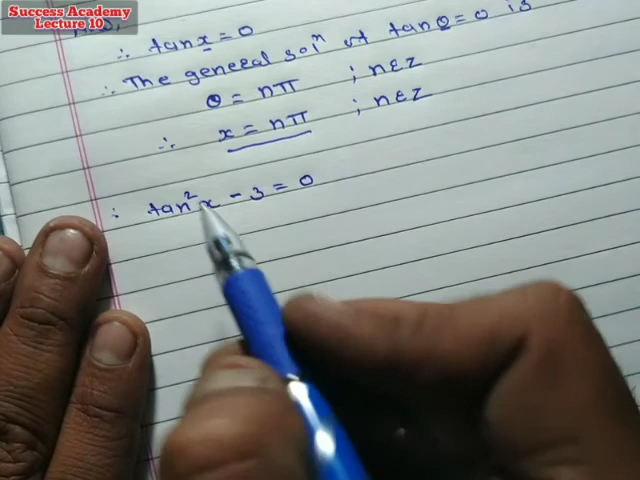 Success Academy
Lecture 10
∴ tan x = 0
∴ The general solⁿ of tan θ = 0 is
θ = nπ ; n∈Z
∴ x = nπ ; n∈Z
: tan²x - 3 = 0